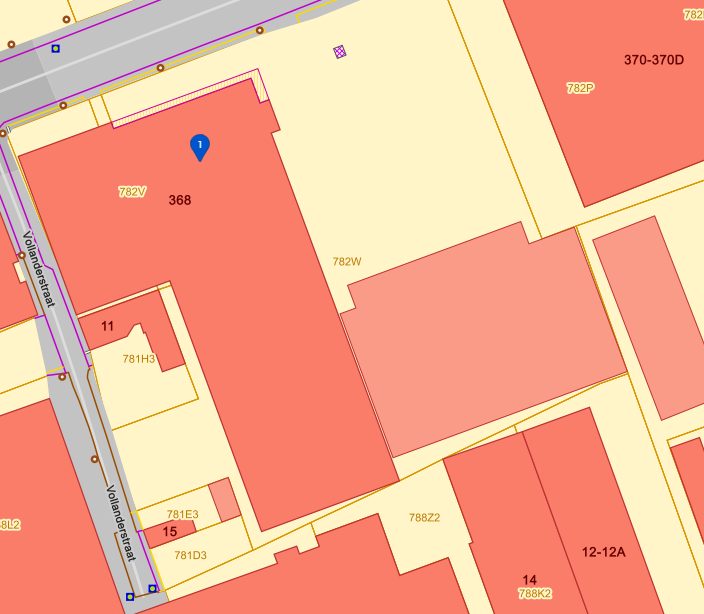 782
370-370D
782P
1
782V
368
782W
Vollanderstraat
11
781H3
781E3
15
781D3
Vollanderstraat
8L2
788Z2
12-12A
14
788K2